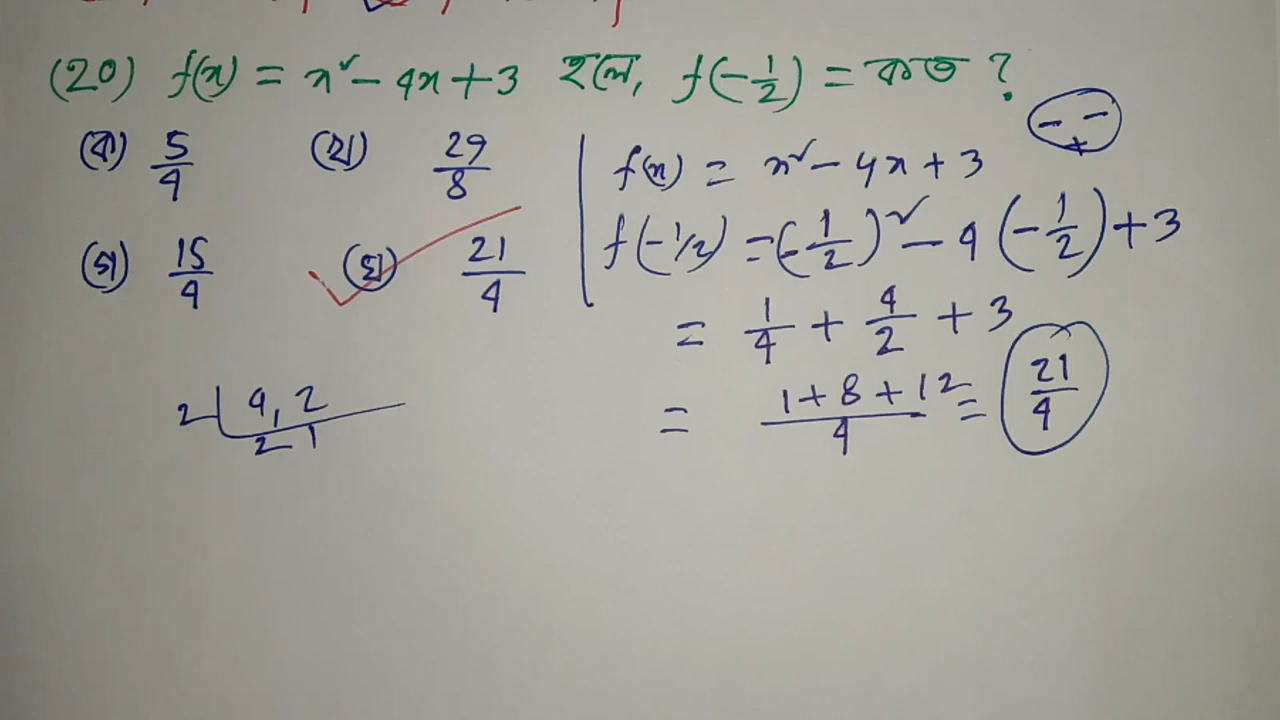 (20) f(x) = x² - 4x + 3 হলে, f(-1/2) = কত ?
(ক) 5/4 (খ) 29/8
(গ) 15/4 (ঘ) 21/4
f(x) = x² - 4x + 3
f(-1/2) = (-1/2)² - 4(-1/2) + 3
= 1/4 + 4/2 + 3
= (1 + 8 + 12)/4 = 21/4
- -
+
2 | 4, 2
2 1